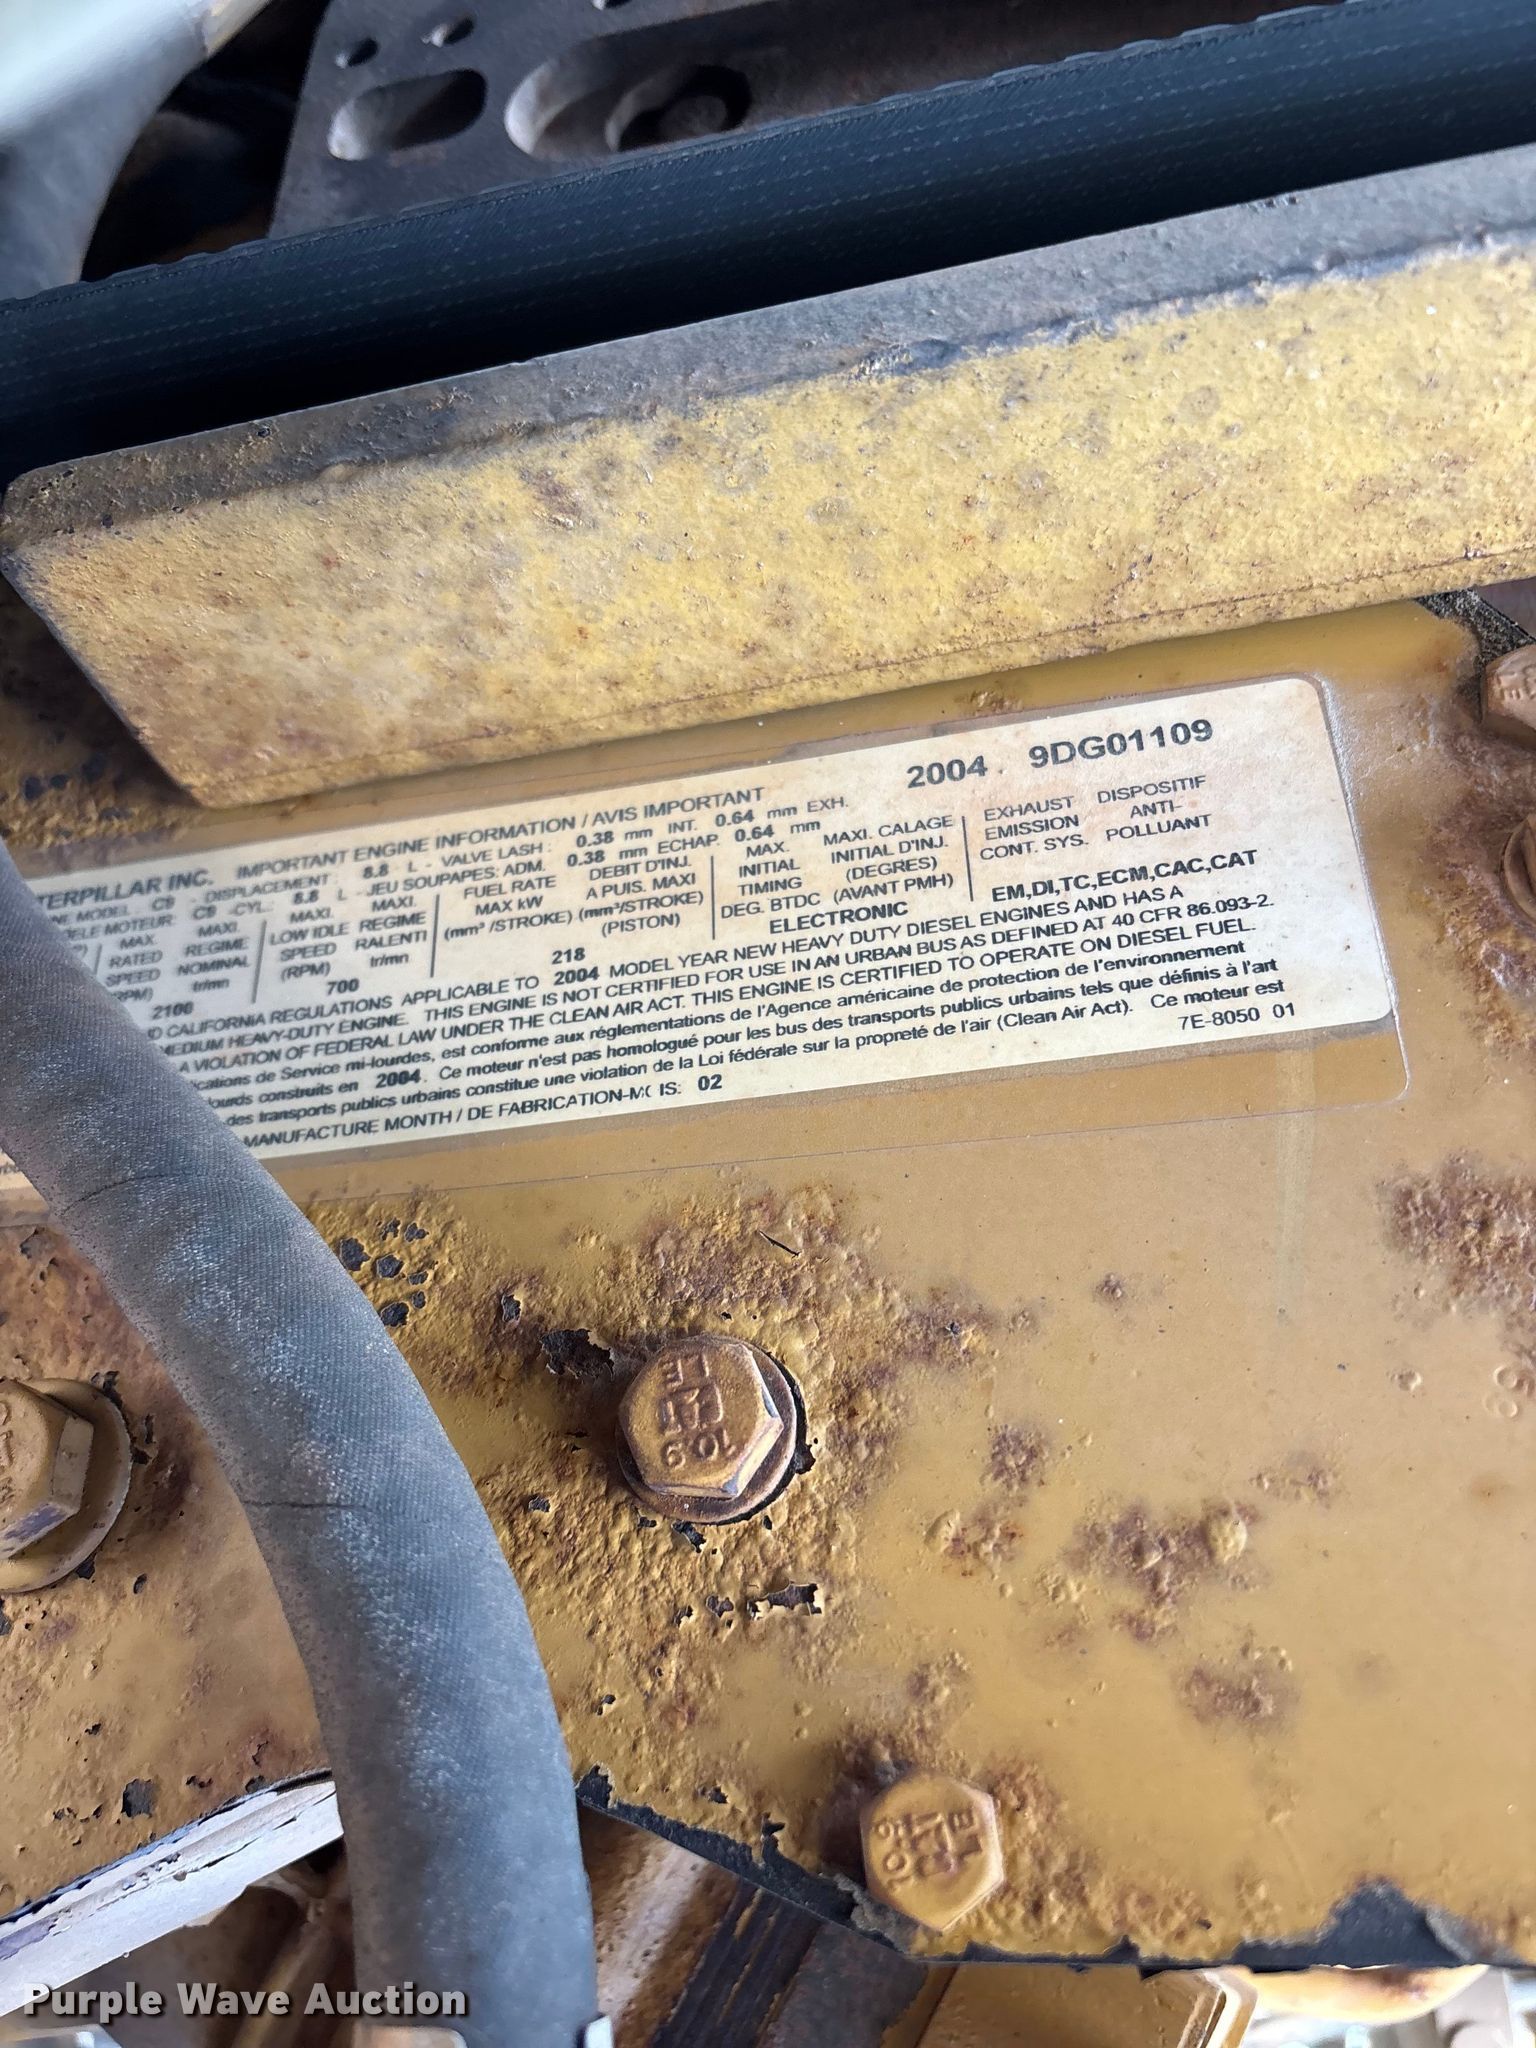 TERPILLAR INC. IMPORTANT ENGINE INFORMATION / AVIS IMPORTANT 2004 9DG01109
MODEL C9 - DISPLACEMENT : 8.8 L - VALVE LASH : 0.38 mm INT. 0.64 mm EXH.
MOTEUR C9 -CYL.: 8.8 L - JEU SOUPAPES: ADM. 0.38 mm ECHAP. 0.64 mm
MAX. MAXI.
RATED REGIME
SPEED NOMINAL
tr/mn
2100
MAXI. MAXI.
LOW IDLE REGIME
SPEED RALENTI
(RPM) tr/mn
700
FUEL RATE DEBIT D'INJ.
MAX kW A PUIS. MAXI
(mm³ /STROKE) (mm³/STROKE)
(PISTON)
218
MAX. MAXI. CALAGE
INITIAL INITIAL D'INJ.
TIMING (DEGRES)
DEG. BTDC (AVANT PMH)
ELECTRONIC
EXHAUST DISPOSITIF
EMISSION ANTI-
CONT. SYS. POLLUANT
EM,DI,TC,ECM,CAC,CAT
CALIFORNIA REGULATIONS APPLICABLE TO 2004 MODEL YEAR NEW HEAVY DUTY DIESEL ENGINES AND HAS A
MEDIUM HEAVY-DUTY ENGINE. THIS ENGINE IS NOT CERTIFIED FOR USE IN AN URBAN BUS AS DEFINED AT 40 CFR 86.093-2.
A VIOLATION OF FEDERAL LAW UNDER THE CLEAN AIR ACT. THIS ENGINE IS CERTIFIED TO OPERATE ON DIESEL FUEL.
ications de Service mi-lourdes, est conforme aux réglementations de l'Agence américaine de protection de l'environnement
lourds construits en 2004. Ce moteur n'est pas homologué pour les bus des transports publics urbains tels que définis à l'art
des transports publics urbains constitue une violation de la Loi fédérale sur la propreté de l'air (Clean Air Act). Ce moteur est
MANUFACTURE MONTH / DE FABRICATION-MOIS: 02 7E-8050 01
10.9
10.9
Purple Wave Auction